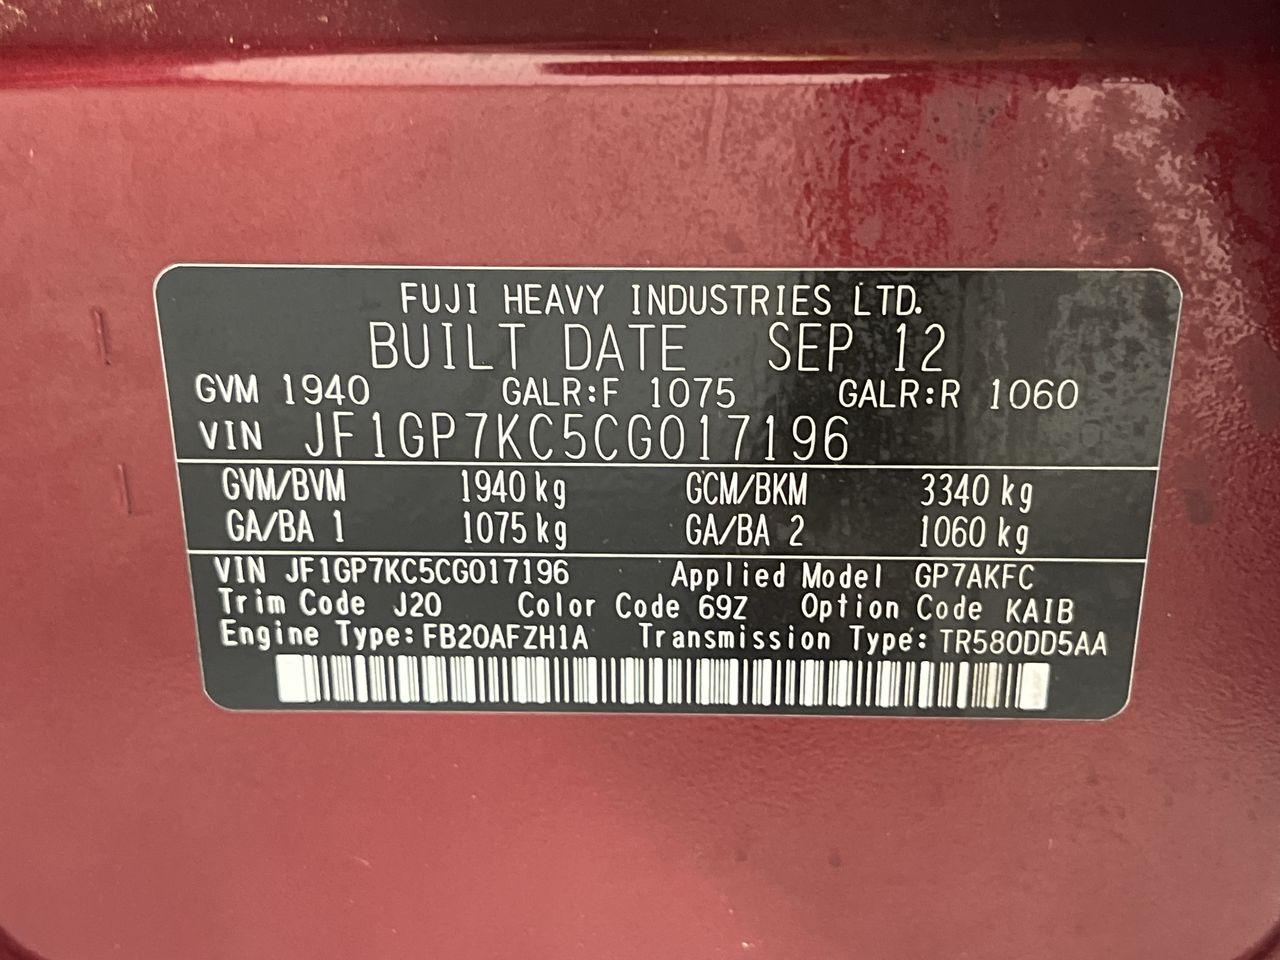 FUJI HEAVY INDUSTRIES LTD.
BUILT DATE SEP 12
GVM 1940 GALR:F 1075 GALR:R 1060
VIN JF1GP7KC5CG017196
GVM/BVM 1940 kg GCM/BKM 3340 kg
GA/BA 1 1075 kg GA/BA 2 1060 kg
VIN JF1GP7KC5CG017196 Applied Model GP7AKFC
Trim Code J20 Color Code 69Z Option Code KAIB
Engine Type: FB20AFZH1A Transmission Type: TR580DD5AA